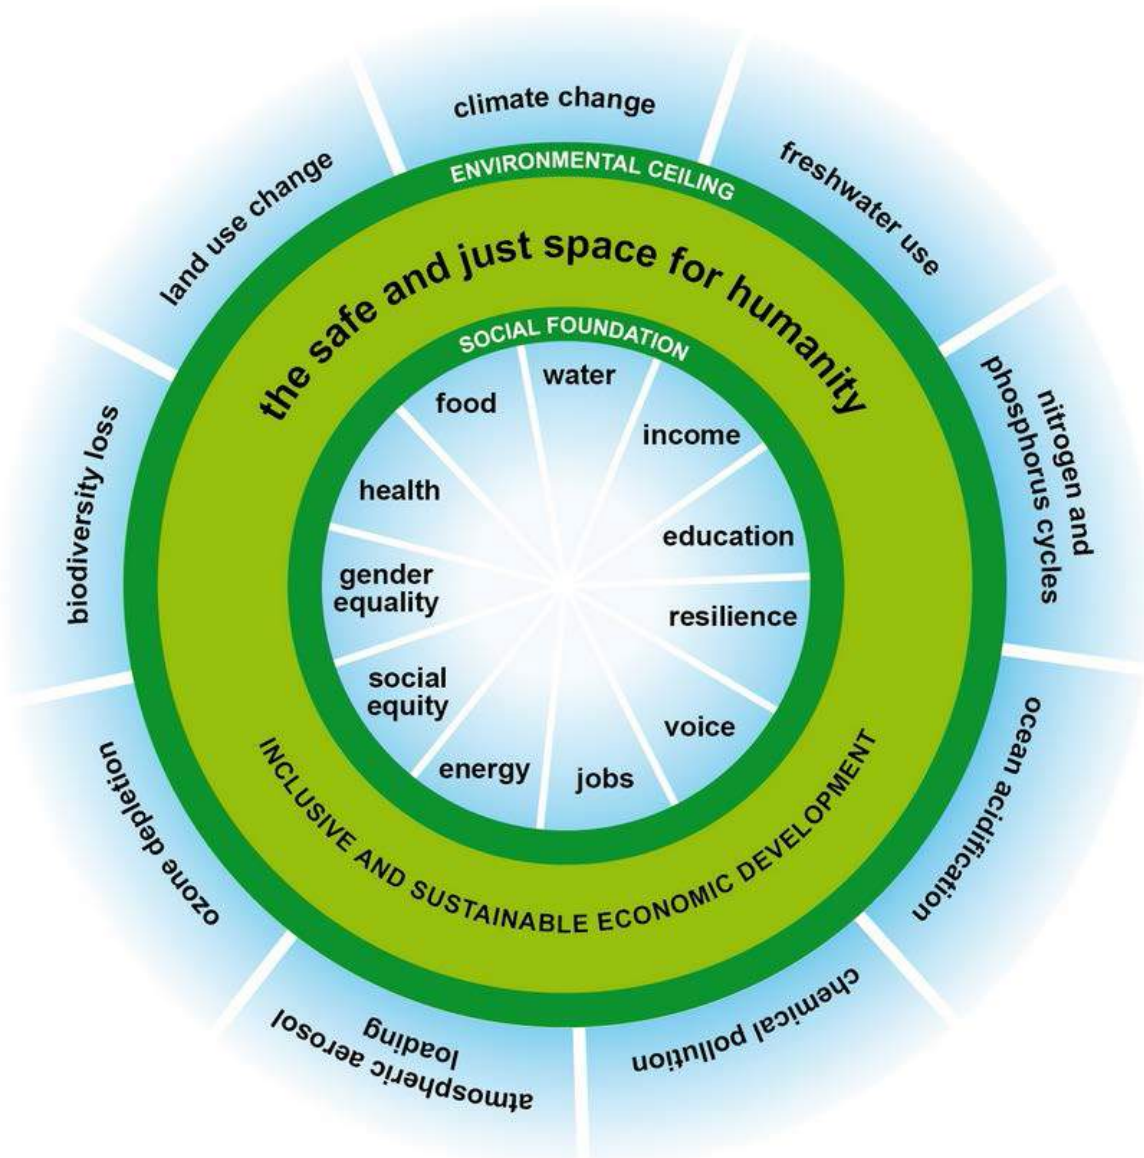 climate change
freshwater use
nitrogen and
phosphorus cycles
ocean acidification
chemical pollution
atmospheric aerosol
loading
ozone depletion
biodiversity loss
land use change
ENVIRONMENTAL CEILING
the safe and just space for humanity
SOCIAL FOUNDATION
water
income
education
resilience
voice
jobs
energy
social
equity
gender
equality
health
food
INCLUSIVE AND SUSTAINABLE ECONOMIC DEVELOPMENT